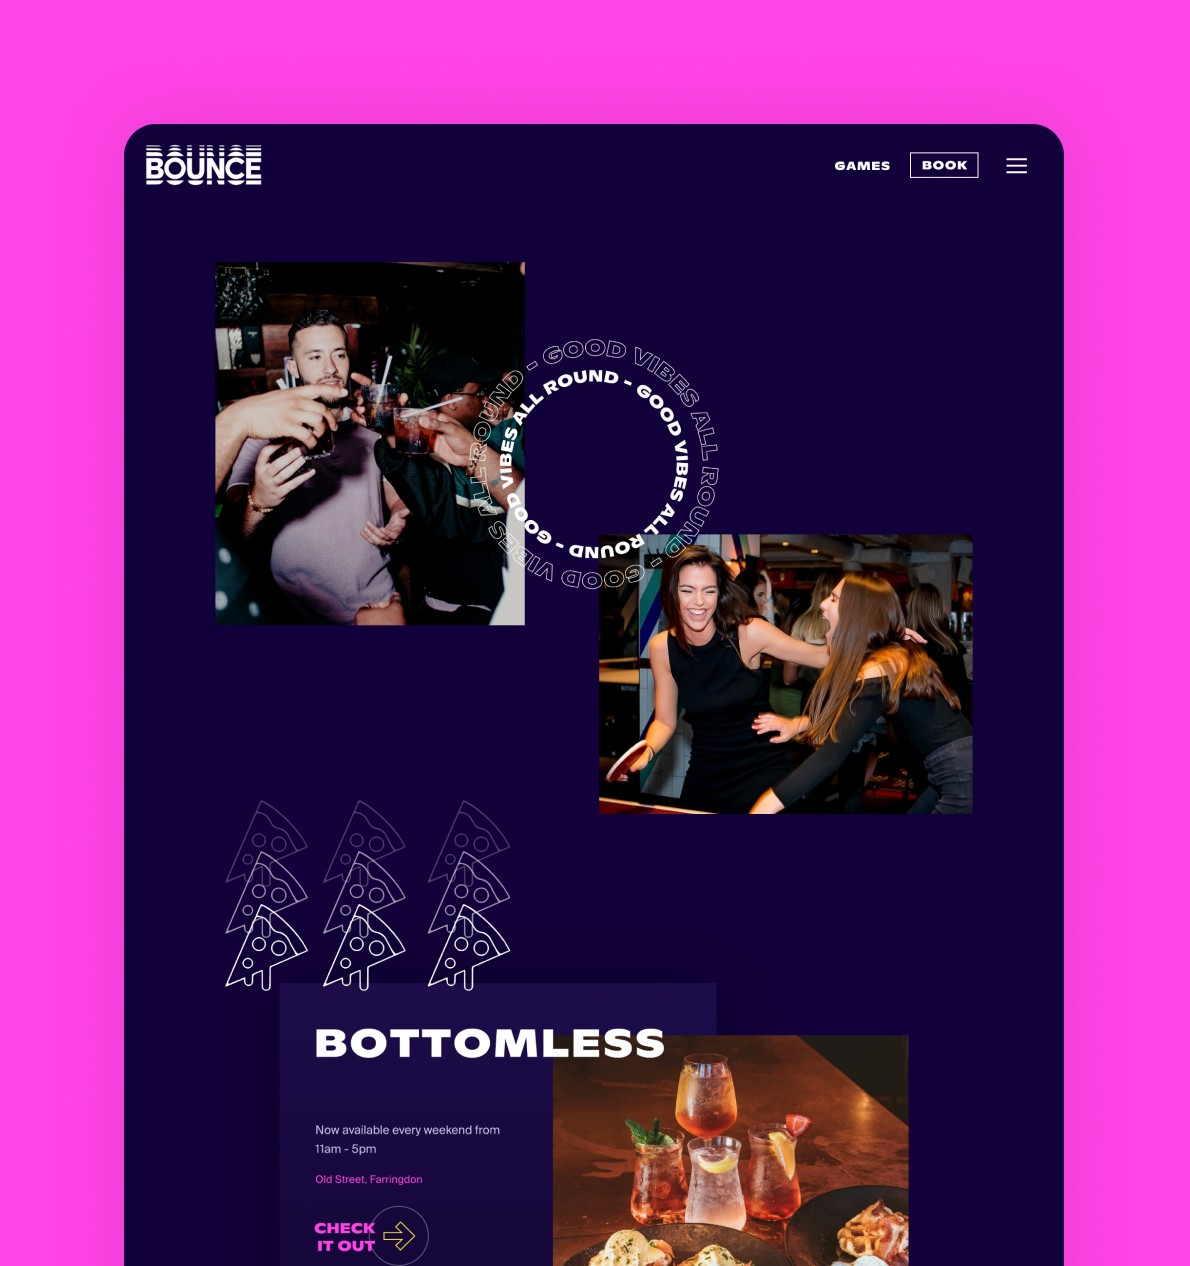 BOUNCE
GAMES
BOOK
GOOD VIBES ALL ROUND - GOOD VIBES ALL ROUND -
GOOD VIBES ALL ROUND - GOOD VIBES ALL ROUND -
BOTTOMLESS
Now available every weekend from
11am - 5pm
Old Street, Farringdon
CHECK
IT OUT